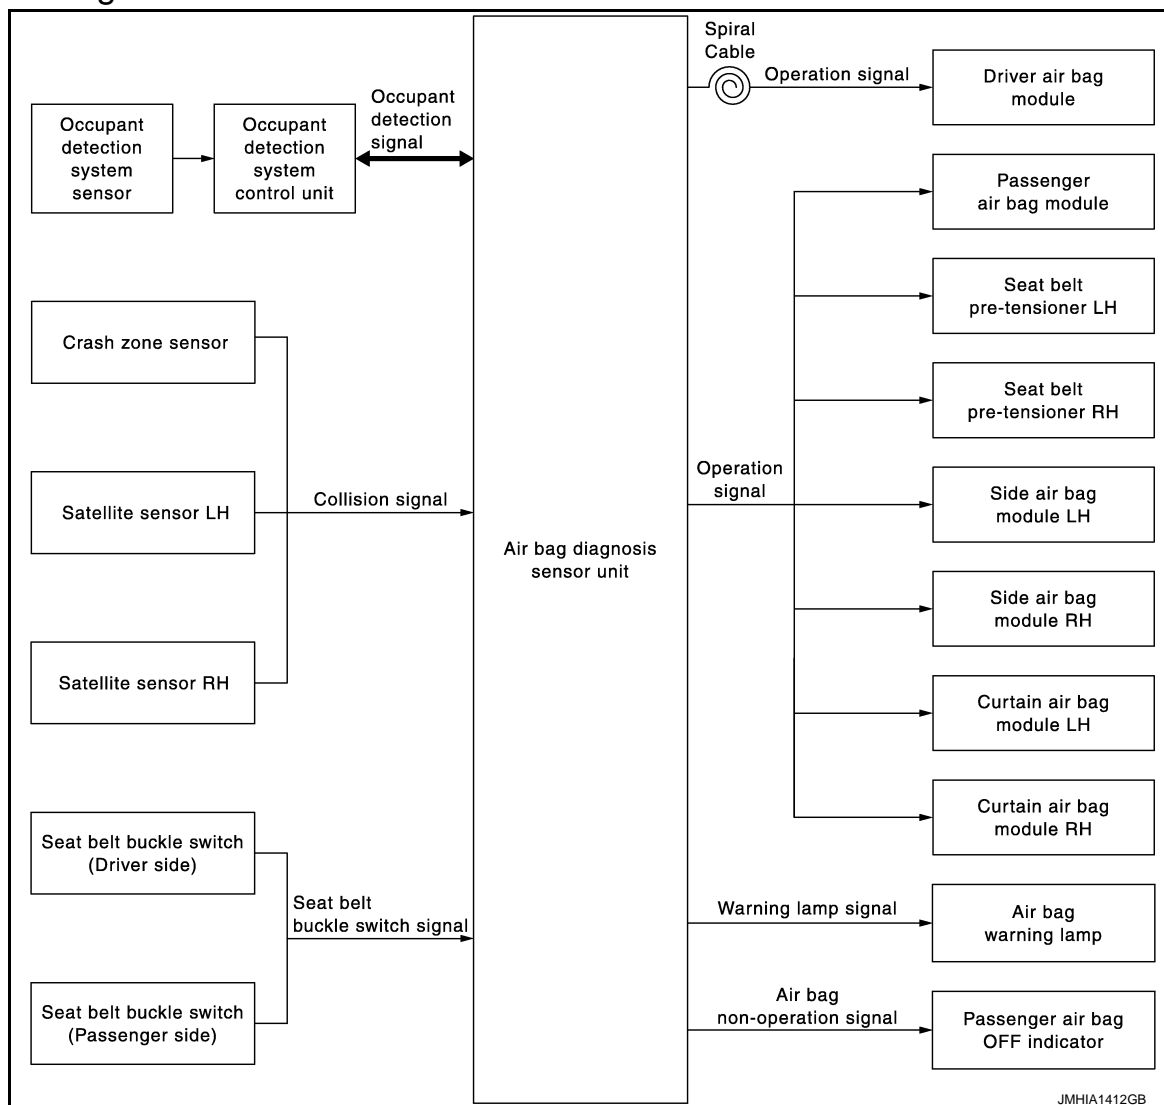 Occupant
detection
system
sensor
Occupant
detection
system
control unit
Occupant
detection
signal
Crash zone sensor
Satellite sensor LH
Satellite sensor RH
Collision signal
Seat belt buckle switch
(Driver side)
Seat belt buckle switch
(Passenger side)
Seat belt
buckle switch signal
Air bag diagnosis
sensor unit
Spiral
Cable
Operation signal
Driver air bag
module
Passenger
air bag module
Seat belt
pre-tensioner LH
Seat belt
pre-tensioner RH
Operation
signal
Side air bag
module LH
Side air bag
module RH
Curtain air bag
module LH
Curtain air bag
module RH
Warning lamp signal
Air bag
warning lamp
Air bag
non-operation signal
Passenger air bag
OFF indicator
JMHIA1412GB